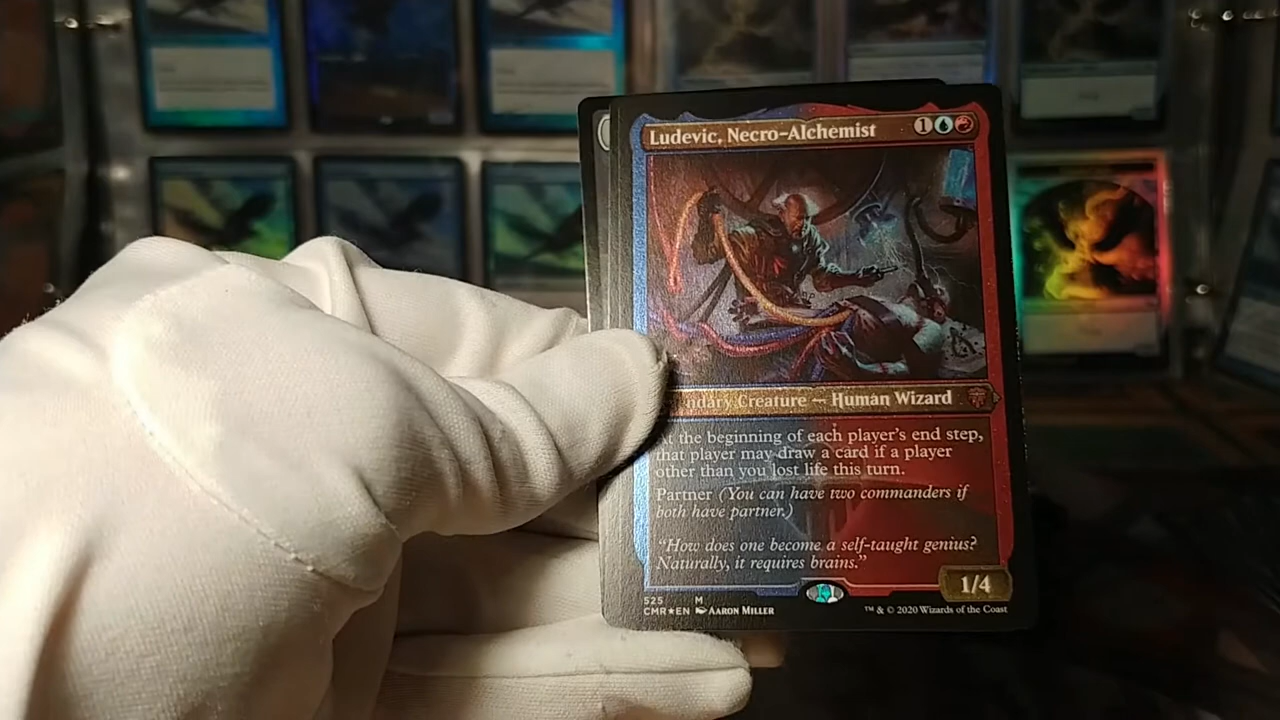 Ludevic, Necro-Alchemist 1
ndary Creature — Human Wizard
At the beginning of each player's end step,
that player may draw a card if a player
other than you lost life this turn.
Partner (You can have two commanders if
both have partner.)
"How does one become a self-taught genius?
Naturally, it requires brains."
1/4
525 M
CMR★EN AARON MILLER
™ & © 2020 Wizards of the Coast